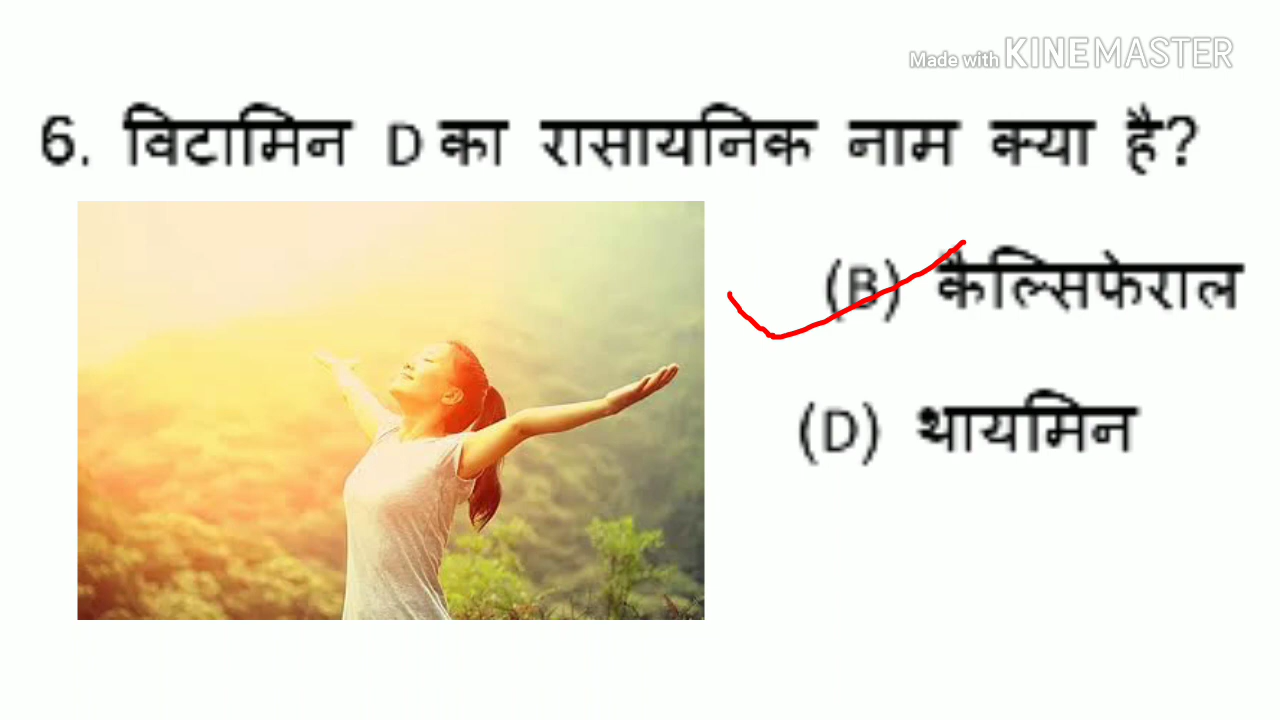 Made with KINEMASTER
6. विटामिन D का रासायनिक नाम क्या है?
(B) कैल्सिफेराल
(D) थायमिन